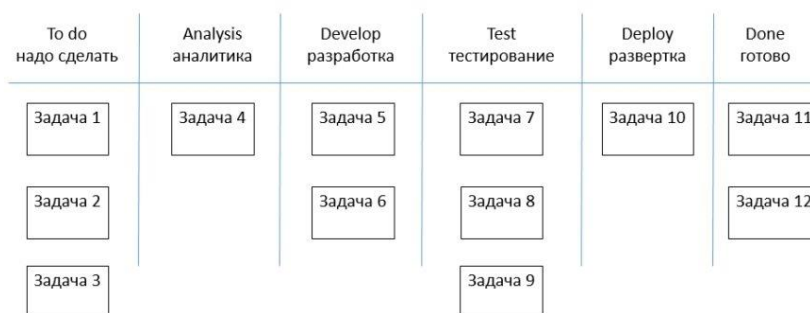 To do
надо сделать
Analysis
аналитика
Develop
разработка
Test
тестирование
Deploy
развертка
Done
готово
Задача 1
Задача 4
Задача 5
Задача 7
Задача 10
Задача 11
Задача 2
Задача 6
Задача 8
Задача 12
Задача 3
Задача 9